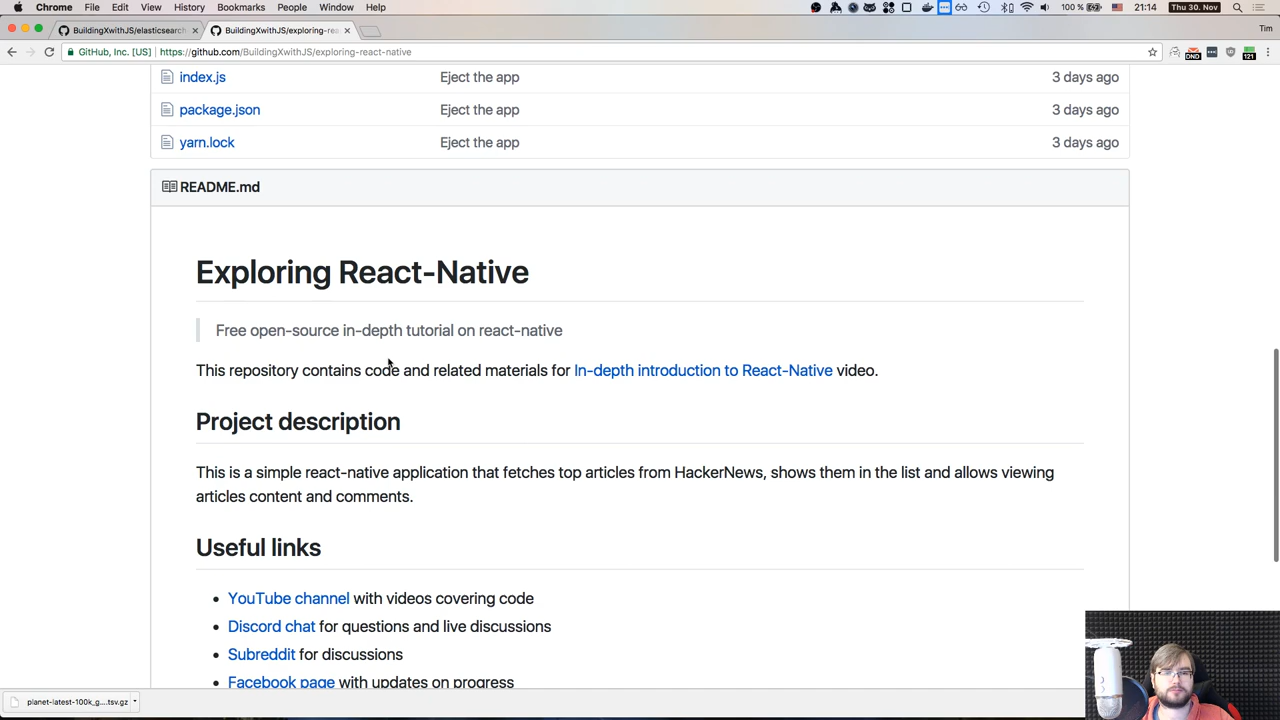 Chrome File Edit View History Bookmarks People Window Help 100 % 21:14 Thu 30. Nov
BuildingXwithJS/elasticsearch × BuildingXwithJS/exploring-rea × Tim
GitHub, Inc. [US] https://github.com/BuildingXwithJS/exploring-react-native DND 121
index.js Eject the app 3 days ago
package.json Eject the app 3 days ago
yarn.lock Eject the app 3 days ago
README.md
Exploring React-Native
Free open-source in-depth tutorial on react-native
This repository contains code and related materials for In-depth introduction to React-Native video.
Project description
This is a simple react-native application that fetches top articles from HackerNews, shows them in the list and allows viewing
articles content and comments.
Useful links
• YouTube channel with videos covering code
• Discord chat for questions and live discussions
• Subreddit for discussions
• Facebook page with updates on progress
planet-latest-100k_g....tsv.gz